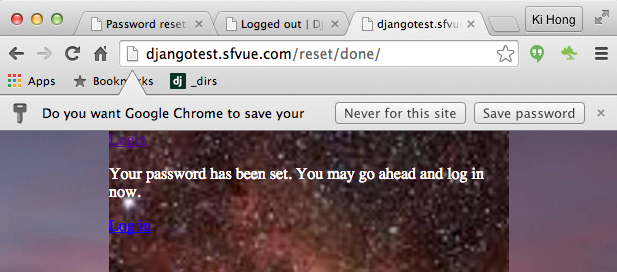 Password reset
Logged out | Dj
djangotest.sfvue
Ki Hong
djangotest.sfvue.com/reset/done/
Apps
Bookmarks
dj
_dirs
Do you want Google Chrome to save your
Never for this site
Save password
Login
Your password has been set. You may go ahead and log in
now.
Log in